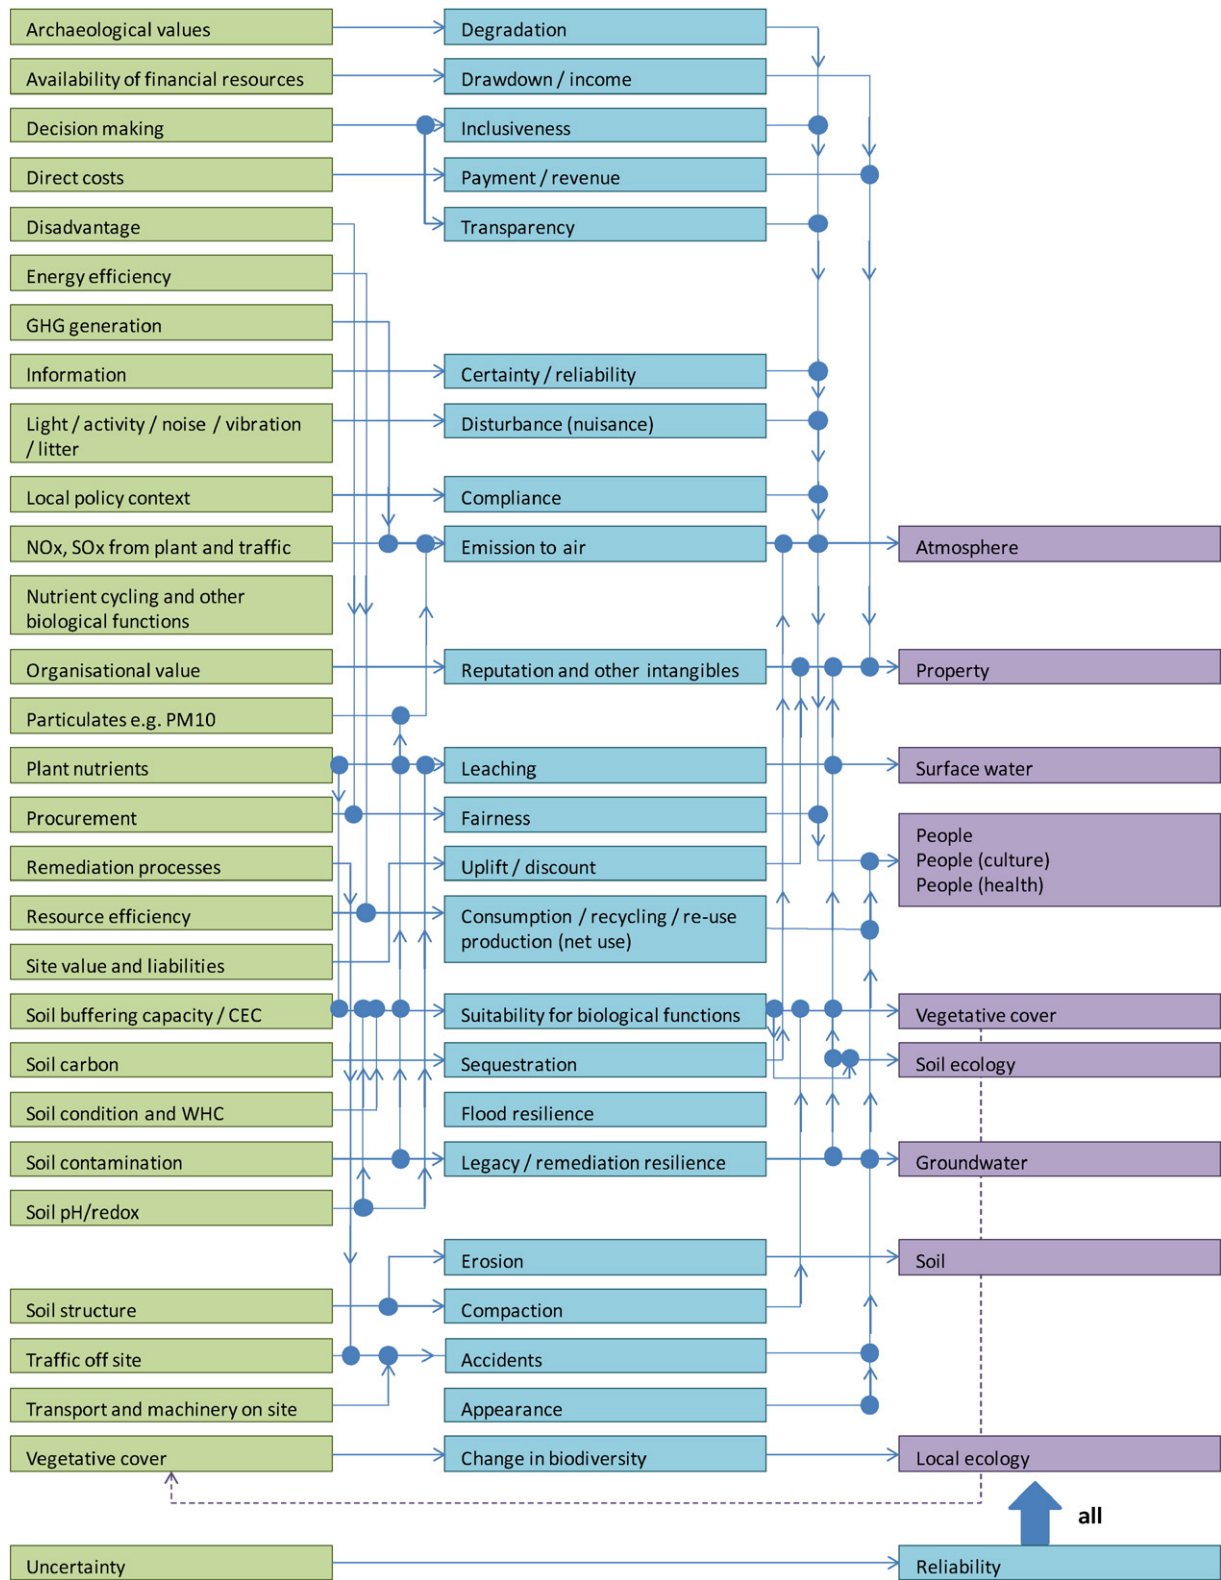 Archaeological values
Degradation
Availability of financial resources
Drawdown / income
Decision making
Inclusiveness
Direct costs
Payment / revenue
Disadvantage
Transparency
Energy efficiency
GHG generation
Information
Certainty / reliability
Light / activity / noise / vibration
/ litter
Disturbance (nuisance)
Local policy context
Compliance
NOx, SOx from plant and traffic
Emission to air
Atmosphere
Nutrient cycling and other
biological functions
Organisational value
Reputation and other intangibles
Property
Particulates e.g. PM10
Plant nutrients
Leaching
Surface water
Procurement
Fairness
People
People (culture)
People (health)
Remediation processes
Uplift / discount
Resource efficiency
Consumption / recycling / re-use
production (net use)
Site value and liabilities
Soil buffering capacity / CEC
Suitability for biological functions
Vegetative cover
Soil carbon
Sequestration
Soil ecology
Soil condition and WHC
Flood resilience
Soil contamination
Legacy / remediation resilience
Groundwater
Soil pH/redox
Erosion
Soil
Soil structure
Compaction
Traffic off site
Accidents
Transport and machinery on site
Appearance
Vegetative cover
Change in biodiversity
Local ecology
all
Uncertainty
Reliability